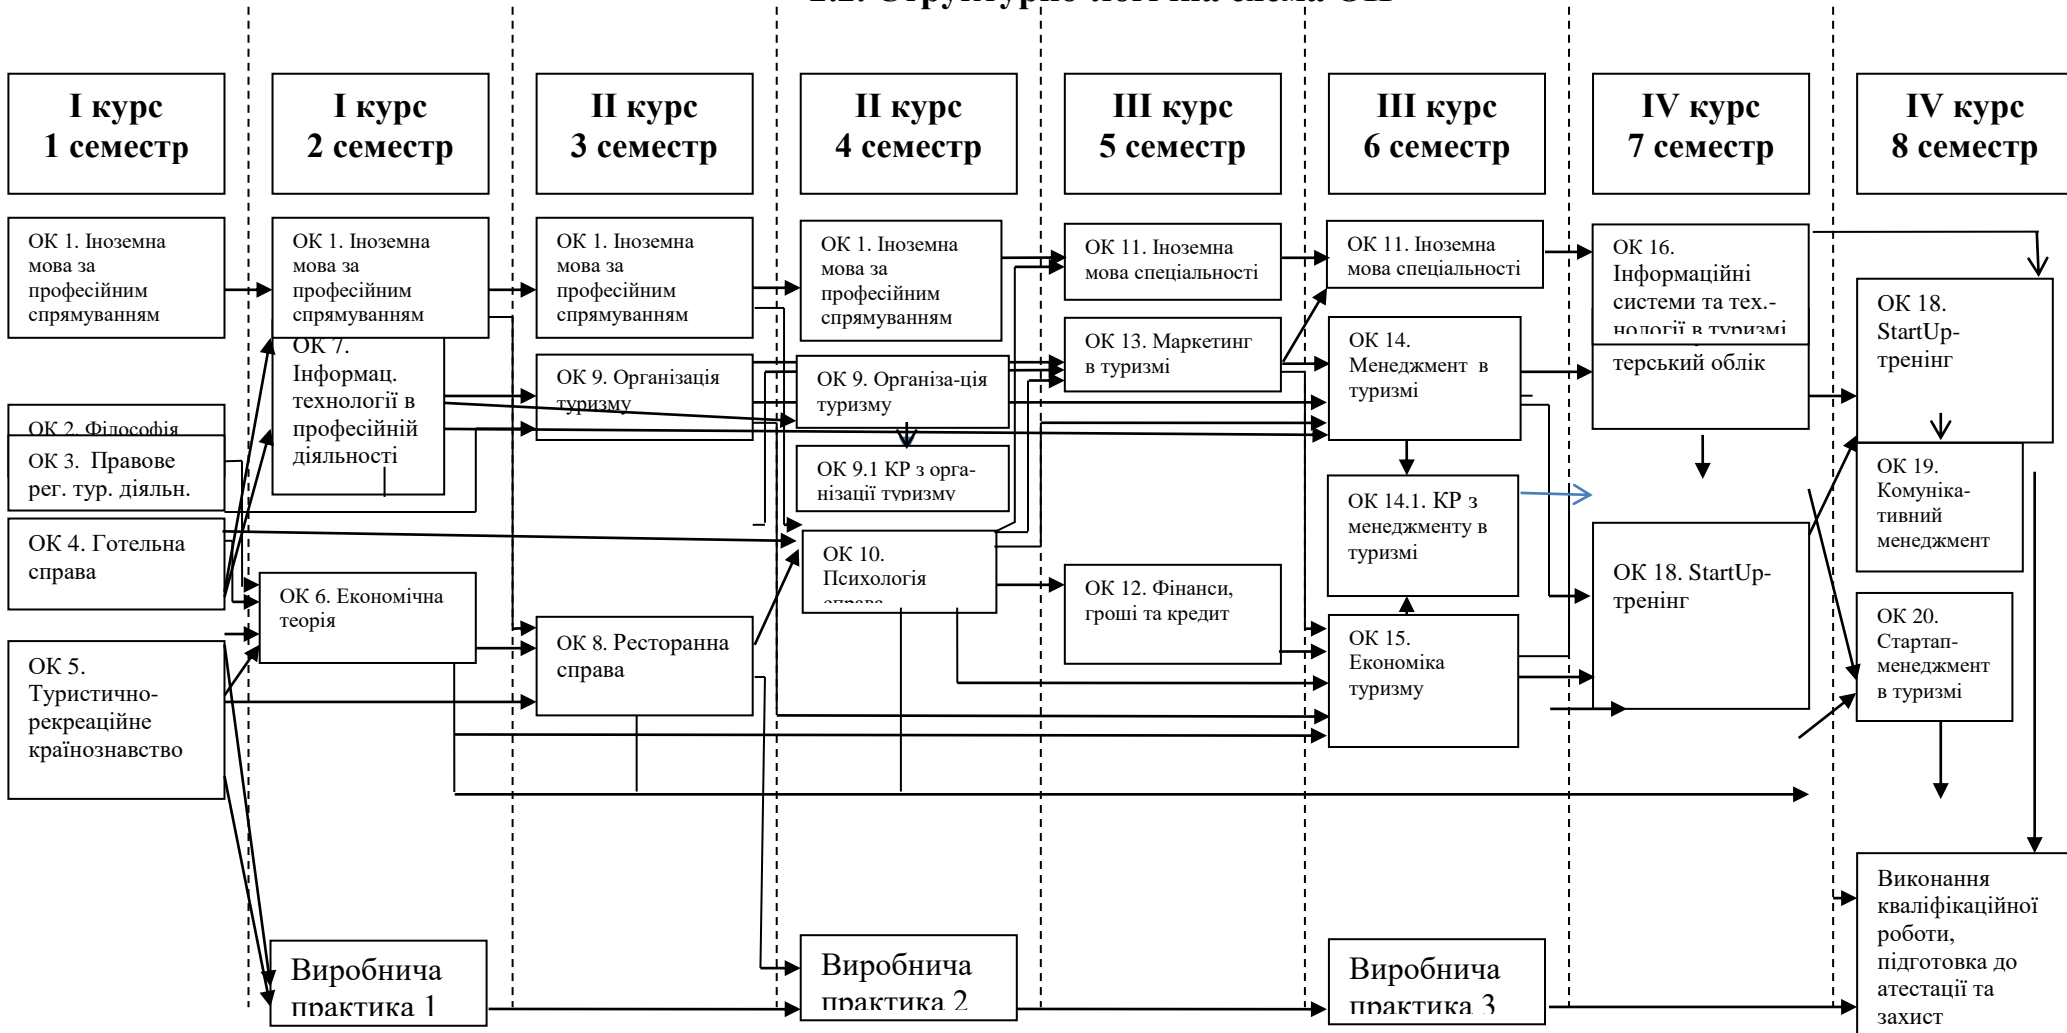 I курс
1 семестр
I курс
2 семестр
II курс
3 семестр
II курс
4 семестр
III курс
5 семестр
III курс
6 семестр
IV курс
7 семестр
IV курс
8 семестр
ОК 1. Іноземна
мова за
професійним
спрямуванням
ОК 2. Філософія
ОК 3. Правове
рег. тур. діяльн.
ОК 4. Готельна
справа
ОК 5.
Туристично-
рекреаційне
країнознавство
ОК 1. Іноземна
мова за
професійним
спрямуванням
ОК 7.
Інформац.
технології в
професійній
діяльності
ОК 6. Економічна
теорія
Виробнича
практика 1
ОК 1. Іноземна
мова за
професійним
спрямуванням
ОК 9. Організація
туризму
ОК 8. Ресторанна
справа
ОК 1. Іноземна
мова за
професійним
спрямуванням
ОК 9. Організа-ція
туризму
ОК 9.1 КР з орга-
нізації туризму
ОК 10.
Психологія
справа
Виробнича
практика 2
ОК 11. Іноземна
мова спеціальності
ОК 13. Маркетинг
в туризмі
ОК 12. Фінанси,
гроші та кредит
ОК 11. Іноземна
мова спеціальності
ОК 14.
Менеджмент в
туризмі
ОК 14.1. КР з
менеджменту в
туризмі
ОК 15.
Економіка
туризму
Виробнича
практика 3
ОК 16.
Інформаційні
системи та тех.-
нології в туризмі
терський облік
ОК 18. StartUp-
тренінг
ОК 18.
StartUp-
тренінг
ОК 19.
Комуніка-
тивний
менеджмент
ОК 20.
Стартап-
менеджмент
в туризмі
Виконання
кваліфікаційної
роботи,
підготовка до
атестації та
захист